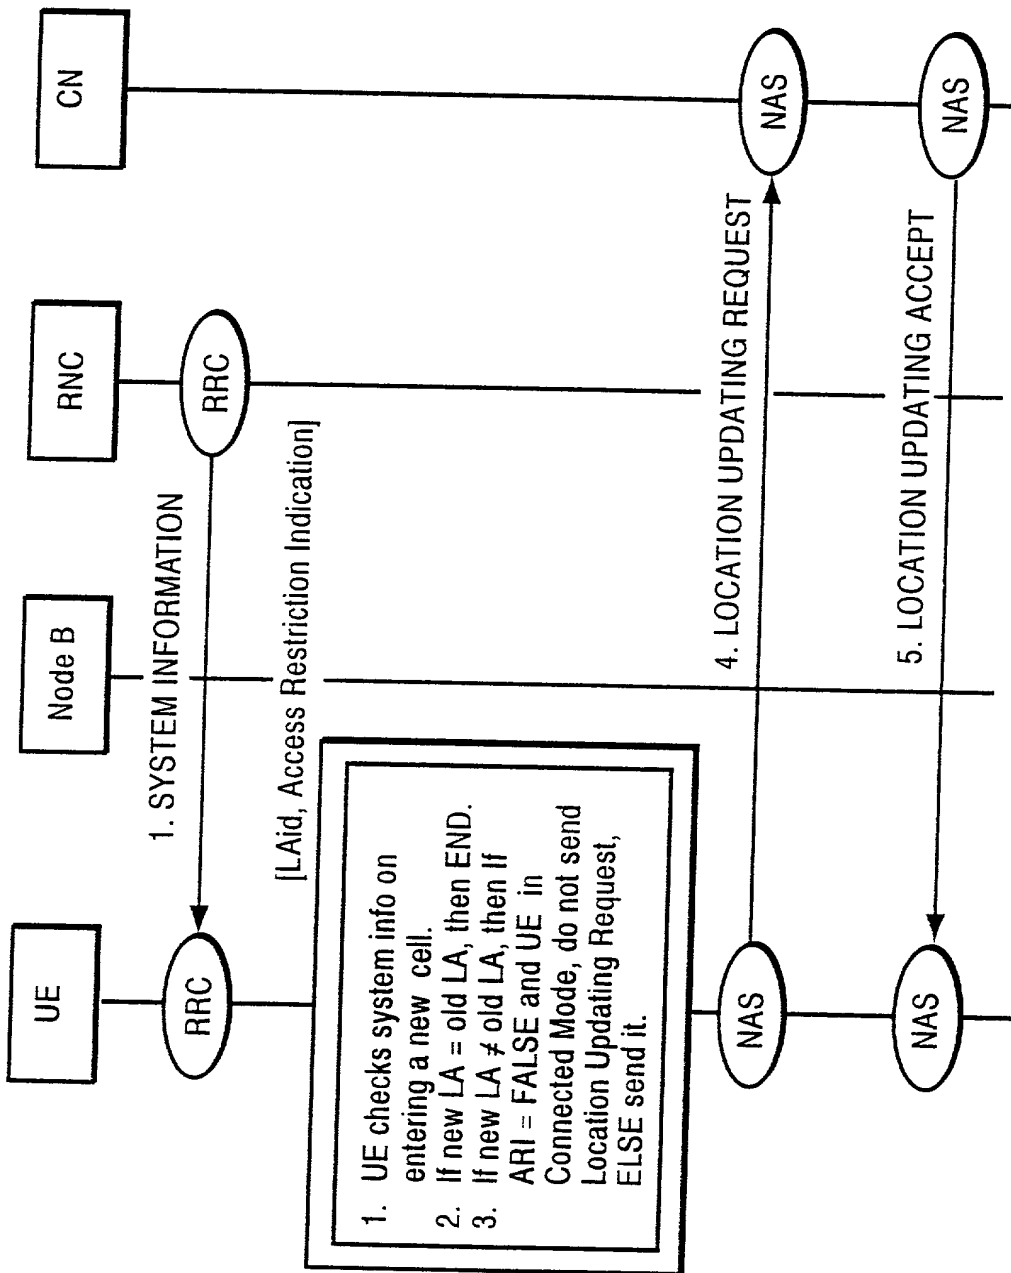 UE
Node B
RNC
CN
1. SYSTEM INFORMATION
RRC
RRC
[LAid, Access Restriction Indication]
1. UE checks system info on
entering a new cell.
2. If new LA = old LA, then END.
3. If new LA ≠ old LA, then If
ARI = FALSE and UE in
Connected Mode, do not send
Location Updating Request,
ELSE send it.
4. LOCATION UPDATING REQUEST
NAS
NAS
5. LOCATION UPDATING ACCEPT
NAS
NAS